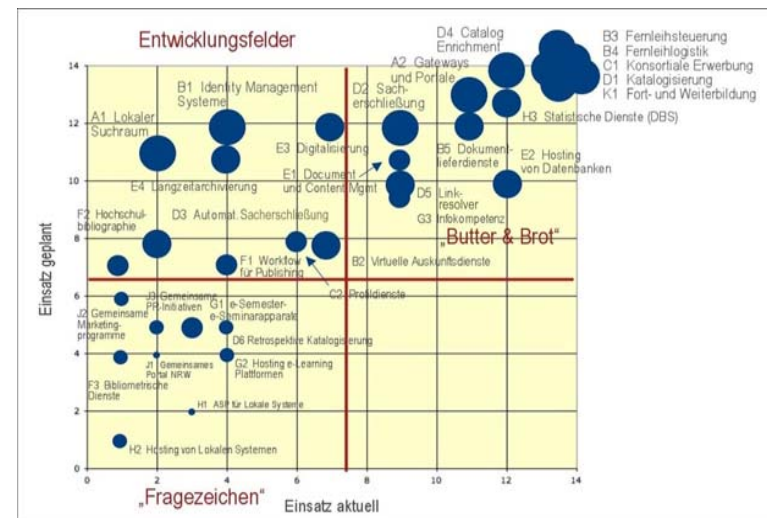 Entwicklungsfelder
D4 Catalog
Enrichment
B3 Fernleihsteuerung
B4 Fernleihlogistik
C1 Konsortiale Erwerbung
D1 Katalogisierung
K1 Fort- und Weiterbildung
A2 Gateways
und Portale
B1 Identity Management
Systeme
D2 Sach-
erschließung
A1 Lokaler
Suchraum
H3 Statistische Dienste (DBS)
E3 Digitalisierung
B5 Dokument-
lieferdienste
E2 Hosting
von Datenbanken
E1 Document
und Content Mgmt
E4 Langzeitarchivierung
D5 Link-
resolver
G3 Infokompetenz
F2 Hochschul-
bibliographie
D3 Automat. Sacherschließung
„Butter & Brot"
F1 Workflow
für Publishing
B2 Virtuelle Auskunftsdienste
C2 Profildienste
J3 Gemeinsame
PR-Initiativen
G1 e-Semester-
e-Seminarapparate
J2 Gemeinsame
Marketing-
programme
D6 Retrospektive Katalogisierung
J1 Gemeinsames
Portal NRW
G2 Hosting e-Learning
Plattformen
F3 Bibliometrische
Dienste
H1 ASP für Lokale Systeme
H2 Hosting von Lokalen Systemen
Einsatz geplant
14
12
10
8
6
4
2
0
0 2 4 6 8 10 12 14
„Fragezeichen"
Einsatz aktuell